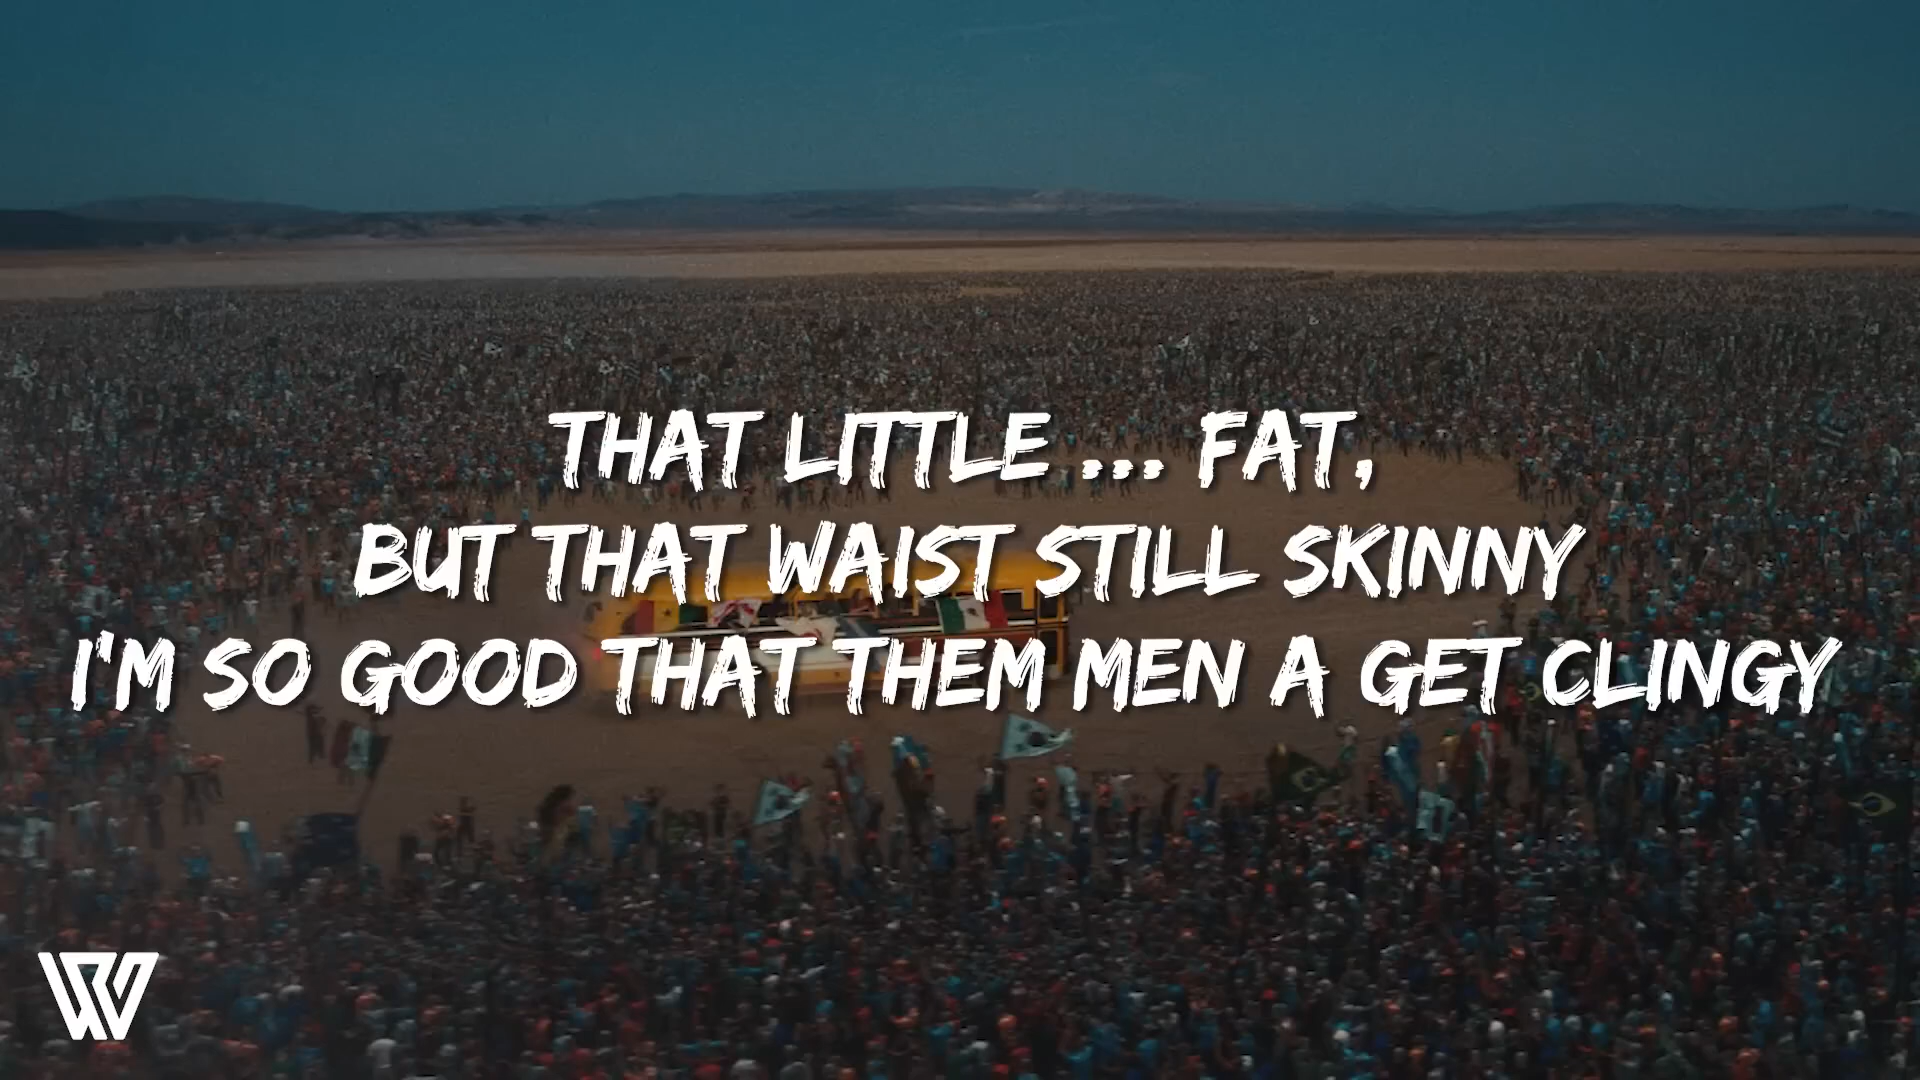 THAT LITTLE ... FAT,
BUT THAT WAIST STILL SKINNY
I'M SO GOOD THAT THEM MEN A GET CLINGY